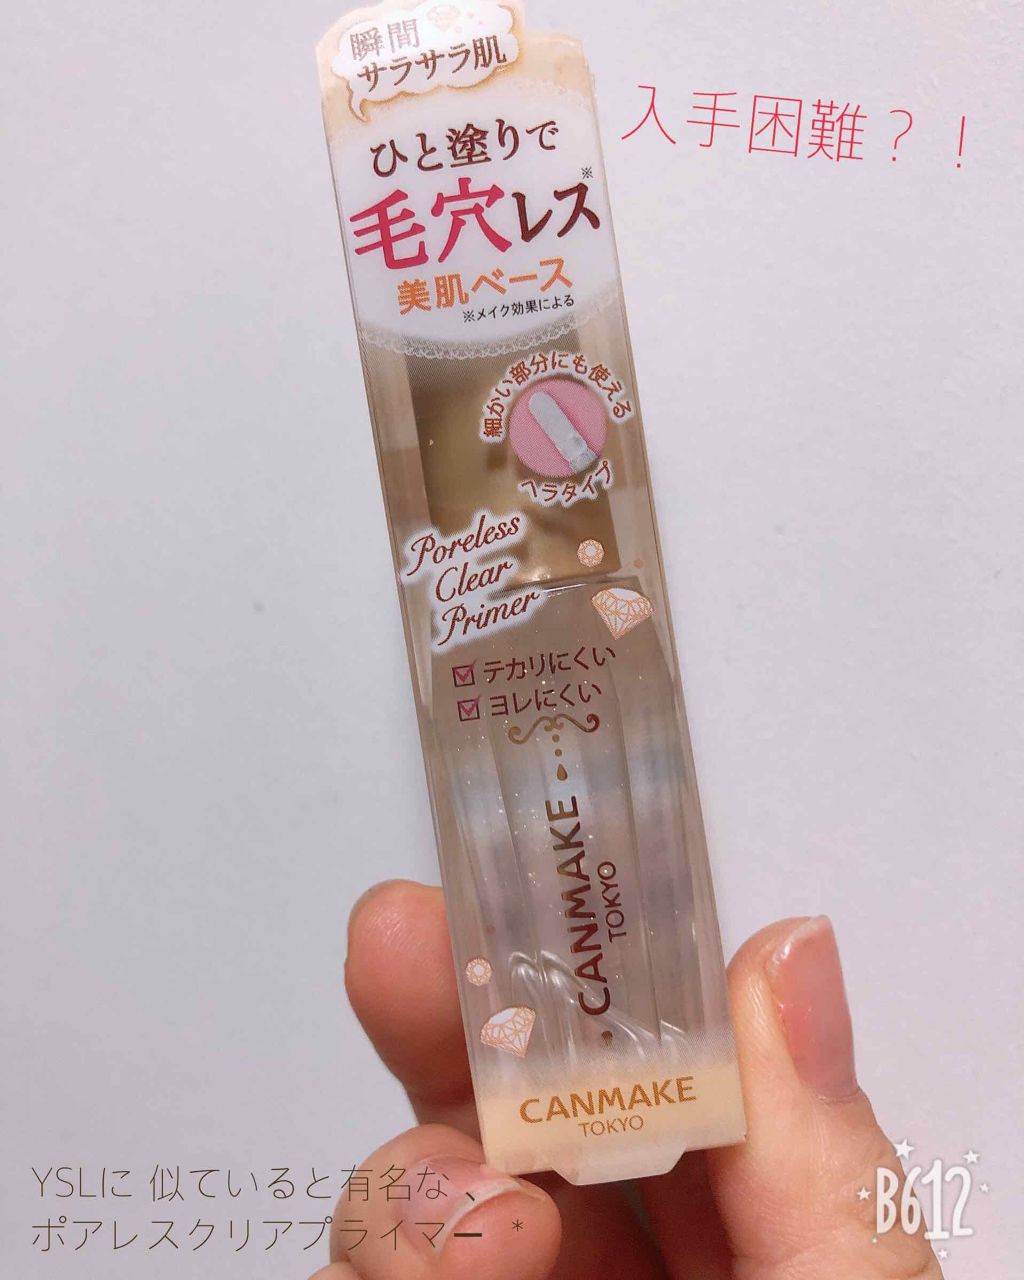 瞬間
サラサラ肌
入手困難？！
ひと塗りで
毛穴レス※
美肌ベース
※メイク効果による
細かい部分にも使える
ヘラタイプ
Poreless
Clear
Primer
テカリにくい
ヨレにくい
CANMAKE
TOKYO
CANMAKE
TOKYO
YSLに 似ていると有名な 、
ポアレスクリアプライマー *
B612